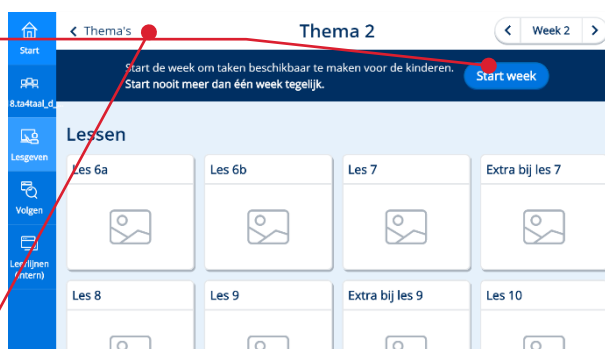 Start
8.ta4taal_d_
Lesgeven
Volgen
Leerlijnen
(intern)
Thema's
Thema 2
Week 2
Start de week om taken beschikbaar te maken voor de kinderen.
Start nooit meer dan één week tegelijk.
Start week
Lessen
Les 6a
Les 6b
Les 7
Extra bij les 7
Les 8
Les 9
Extra bij les 9
Les 10